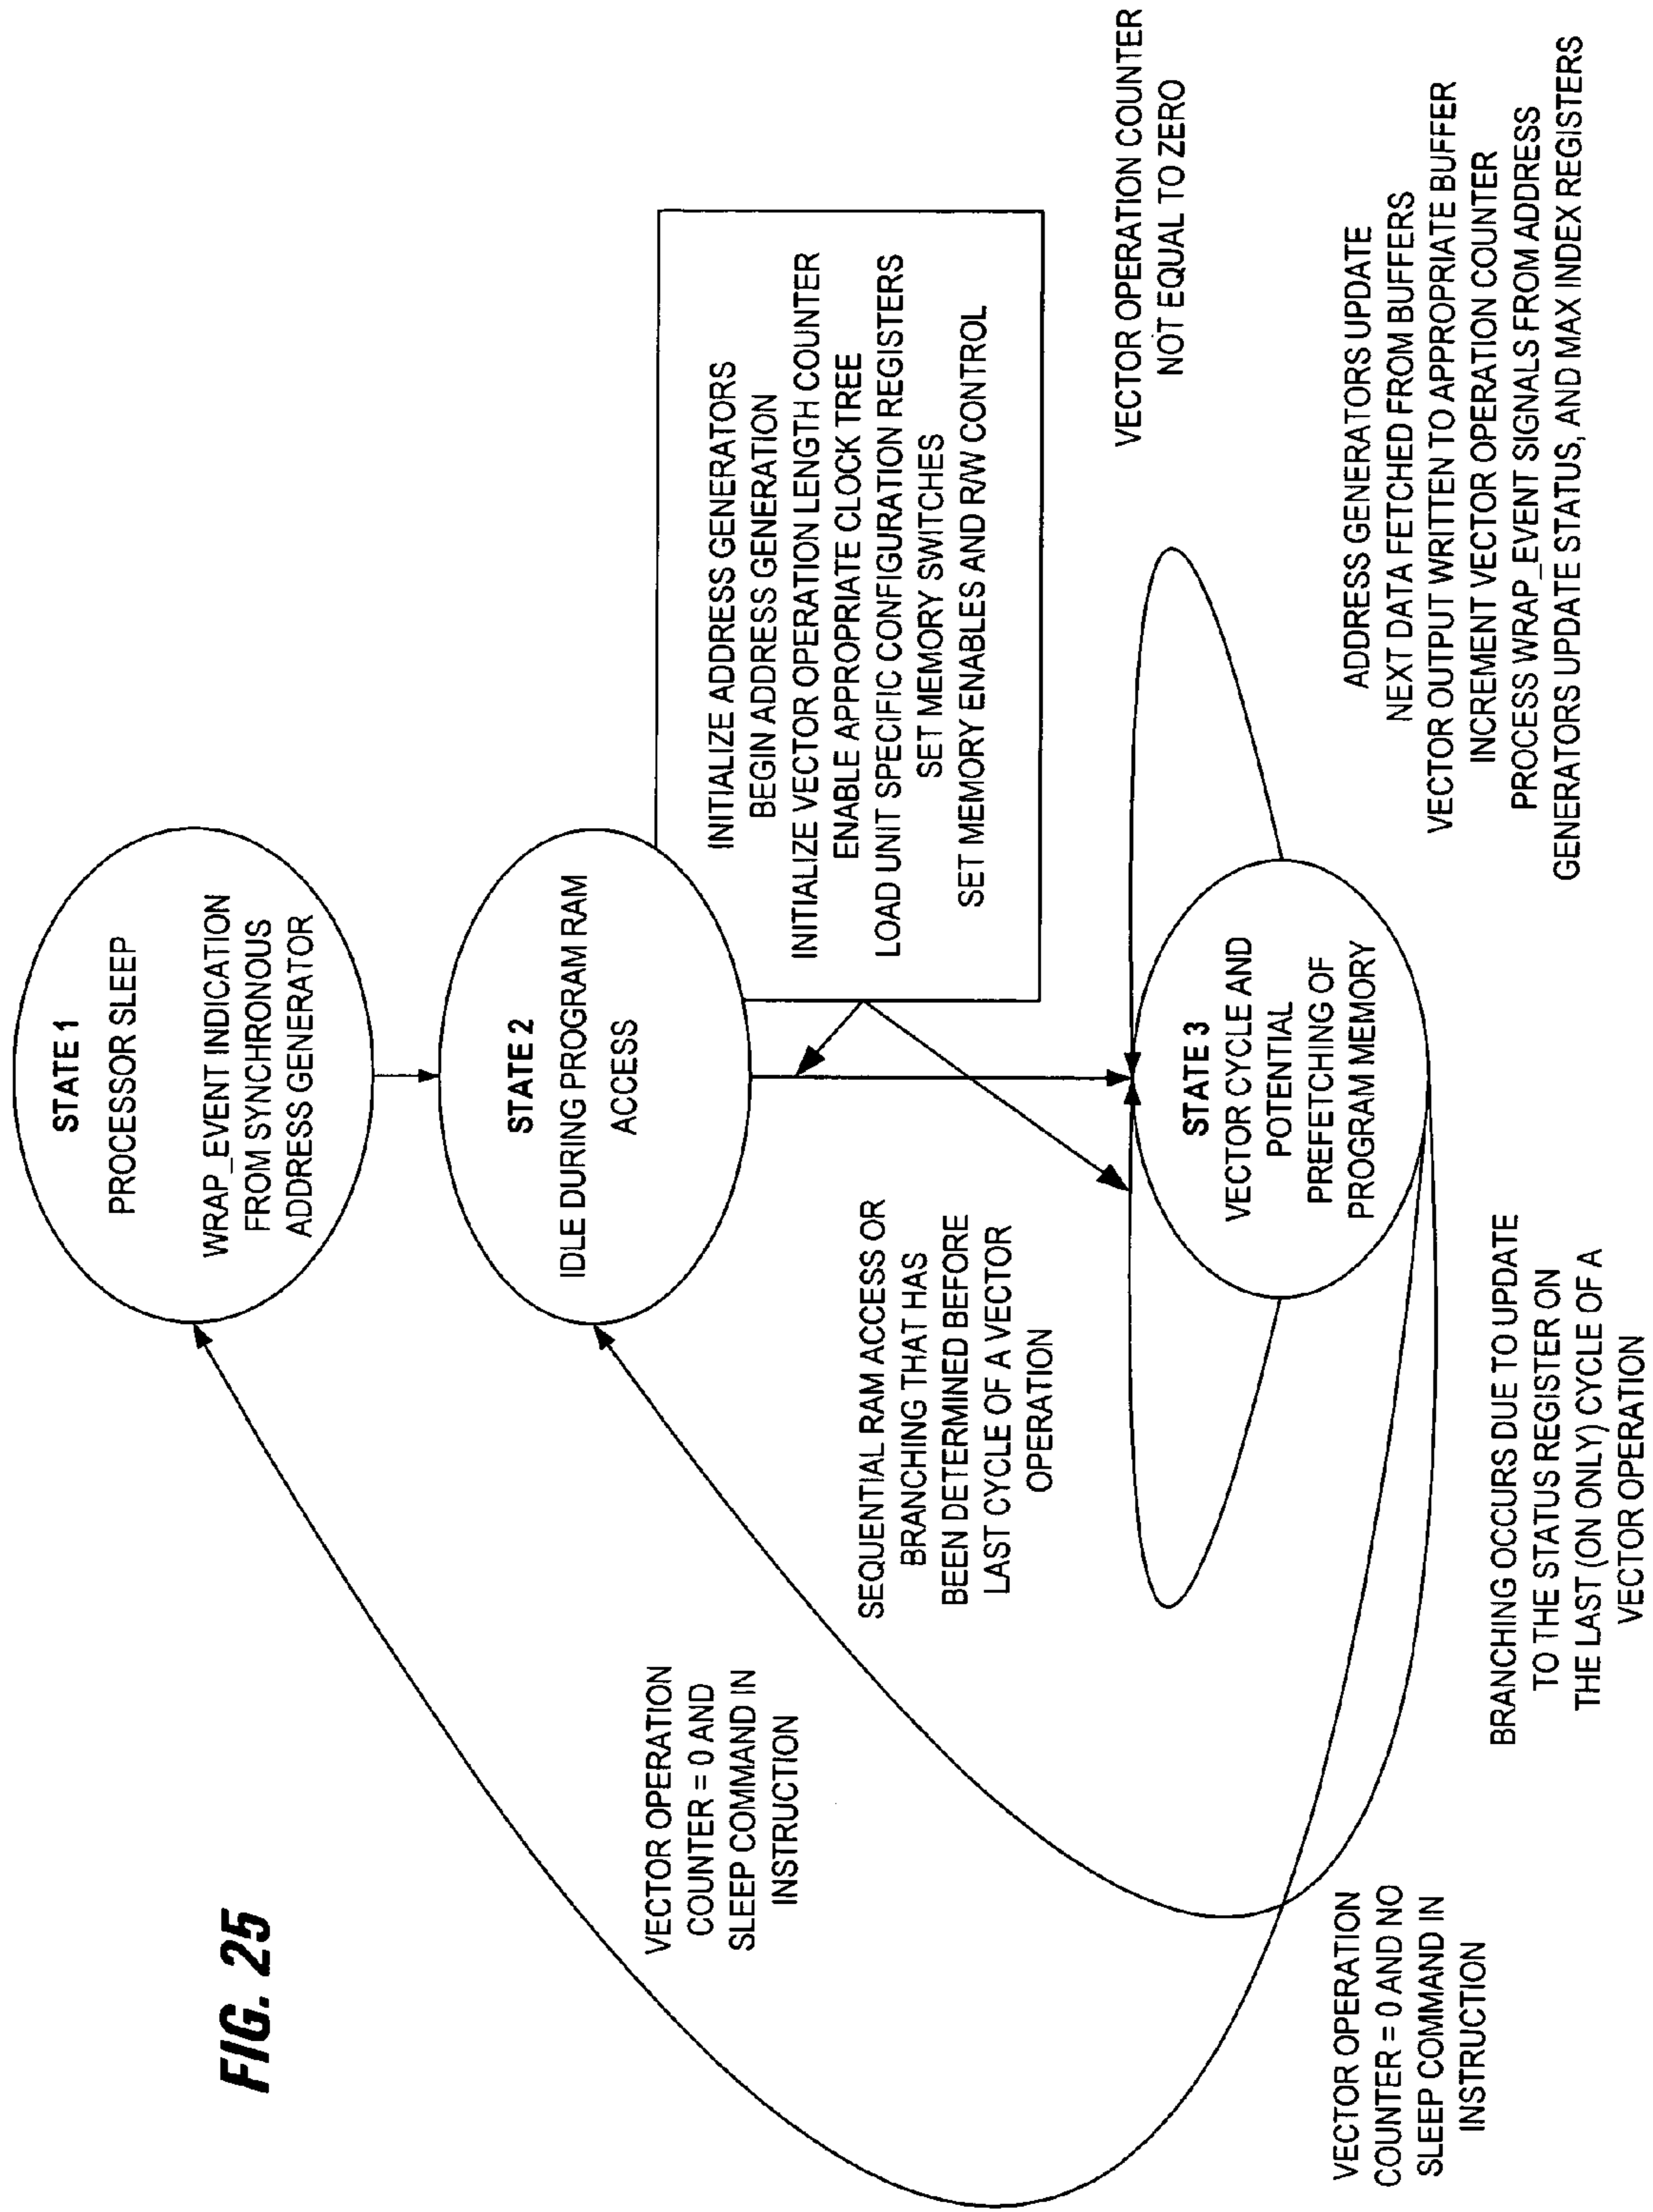 FIG. 25
STATE 1
PROCESSOR SLEEP
WRAP_EVENT INDICATION
FROM SYNCHRONOUS
ADDRESS GENERATOR
STATE 2
IDLE DURING PROGRAM RAM
ACCESS
INITIALIZE ADDRESS GENERATORS
BEGIN ADDRESS GENERATION
INITIALIZE VECTOR OPERATION LENGTH COUNTER
ENABLE APPROPRIATE CLOCK TREE
LOAD UNIT SPECIFIC CONFIGURATION REGISTERS
SET MEMORY SWITCHES
SET MEMORY ENABLES AND R/W CONTROL
VECTOR OPERATION
COUNTER = 0 AND
SLEEP COMMAND IN
INSTRUCTION
SEQUENTIAL RAM ACCESS OR
BRANCHING THAT HAS
BEEN DETERMINED BEFORE
LAST CYCLE OF A VECTOR
OPERATION
VECTOR OPERATION COUNTER
NOT EQUAL TO ZERO
STATE 3
VECTOR CYCLE AND
POTENTIAL
PREFETCHING OF
PROGRAM MEMORY
ADDRESS GENERATORS UPDATE
NEXT DATA FETCHED FROM BUFFERS
VECTOR OUTPUT WRITTEN TO APPROPRIATE BUFFER
INCREMENT VECTOR OPERATION COUNTER
PROCESS WRAP_EVENT SIGNALS FROM ADDRESS
GENERATORS UPDATE STATUS, AND MAX INDEX REGISTERS
VECTOR OPERATION
COUNTER = 0 AND NO
SLEEP COMMAND IN
INSTRUCTION
BRANCHING OCCURS DUE TO UPDATE
TO THE STATUS REGISTER ON
THE LAST (ON ONLY) CYCLE OF A
VECTOR OPERATION